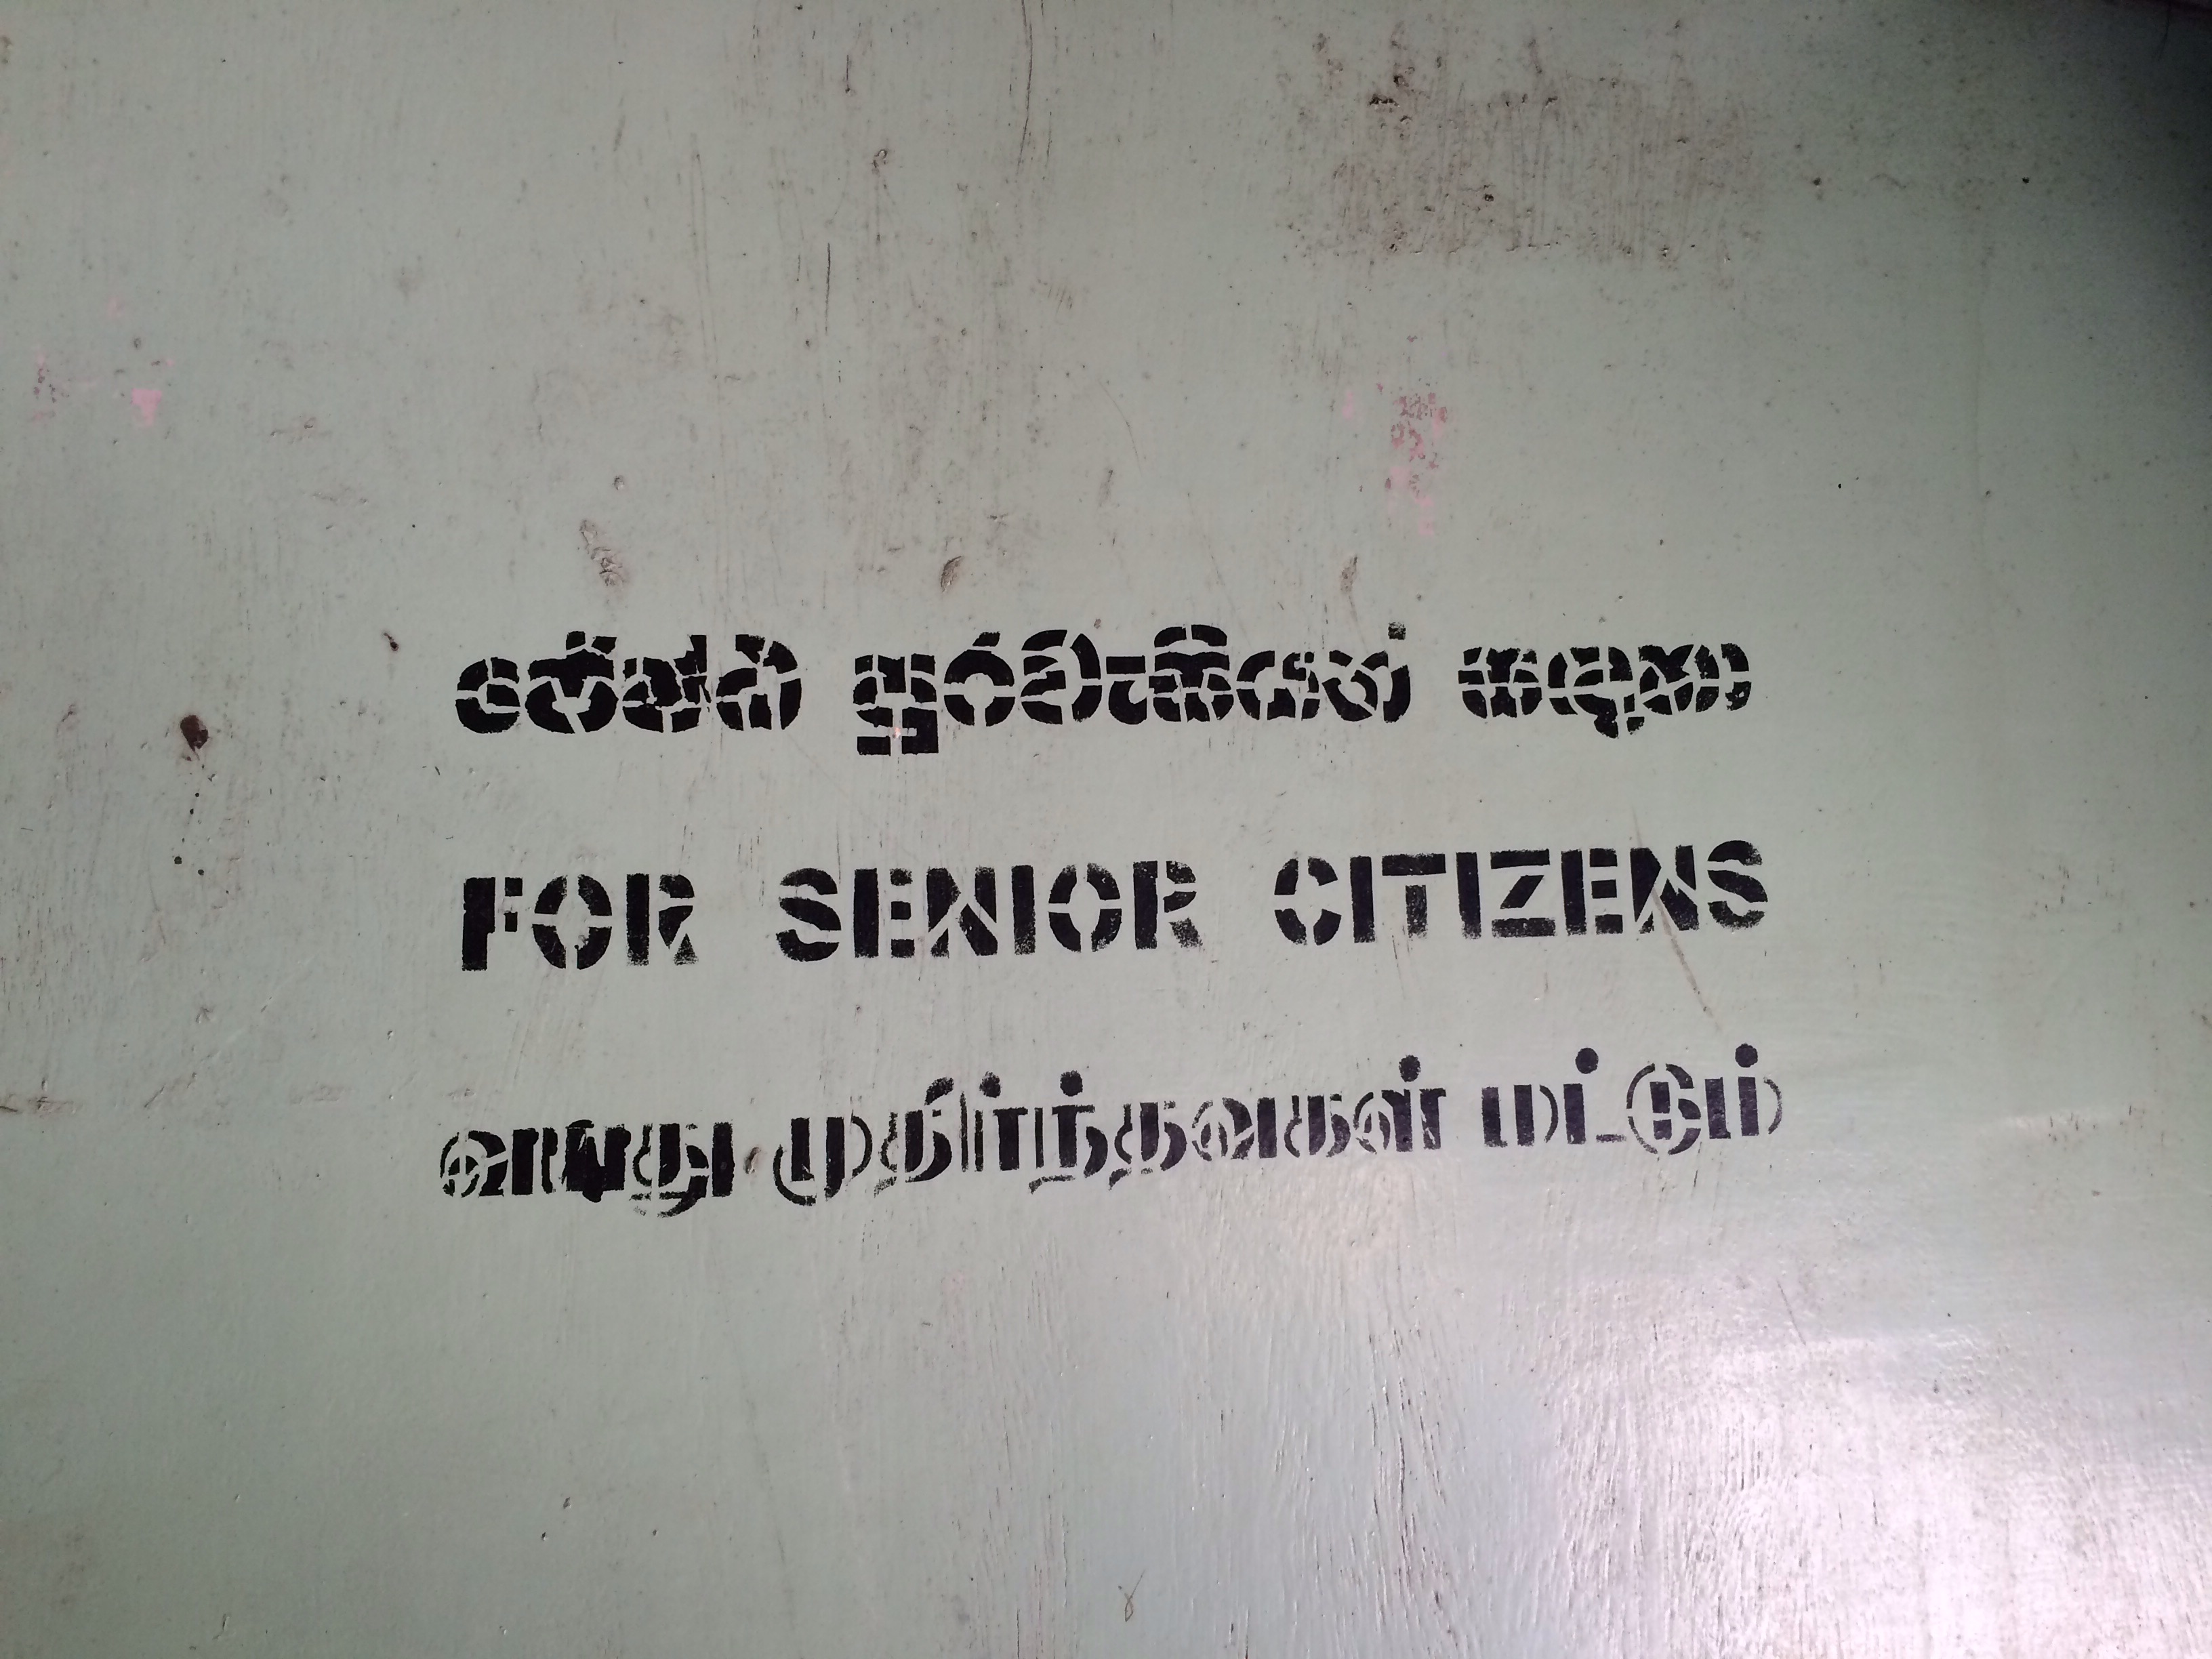 පුරවැසියන් සඳහා
FOR SENIOR CITIZENS
வயது முதிர்ந்தவர்கள் மட்டும்